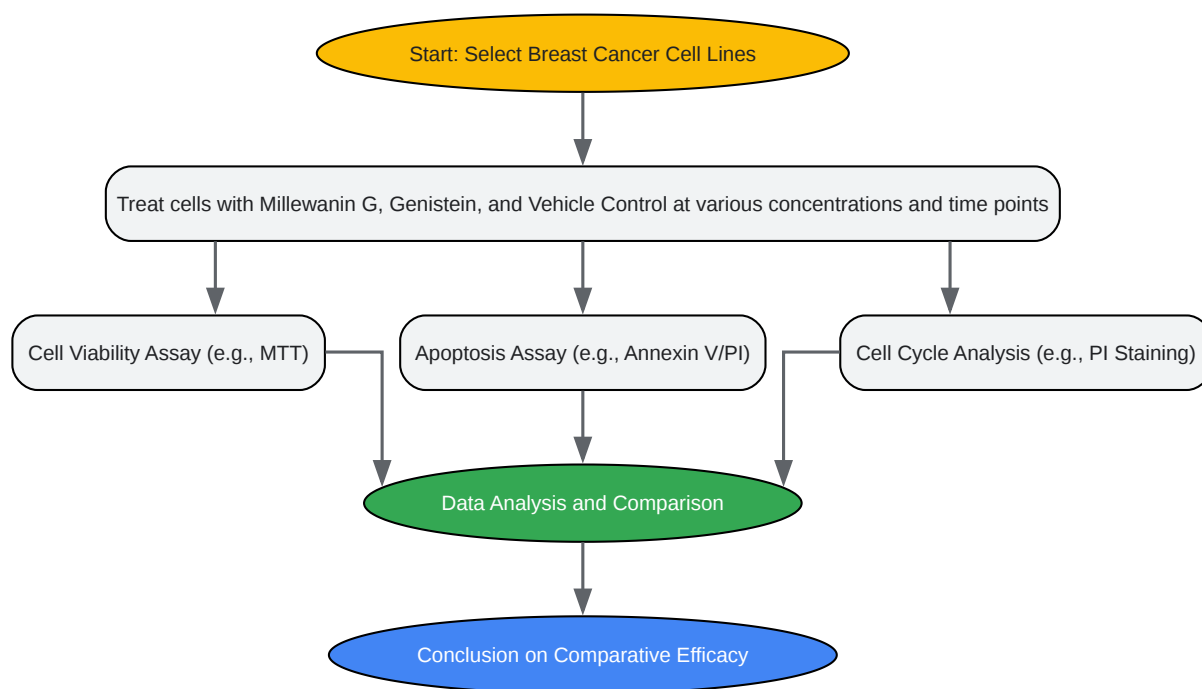 Start: Select Breast Cancer Cell Lines
Treat cells with Millewanin G, Genistein, and Vehicle Control at various concentrations and time points
Cell Viability Assay (e.g., MTT)
Apoptosis Assay (e.g., Annexin V/PI)
Cell Cycle Analysis (e.g., PI Staining)
Data Analysis and Comparison
Conclusion on Comparative Efficacy